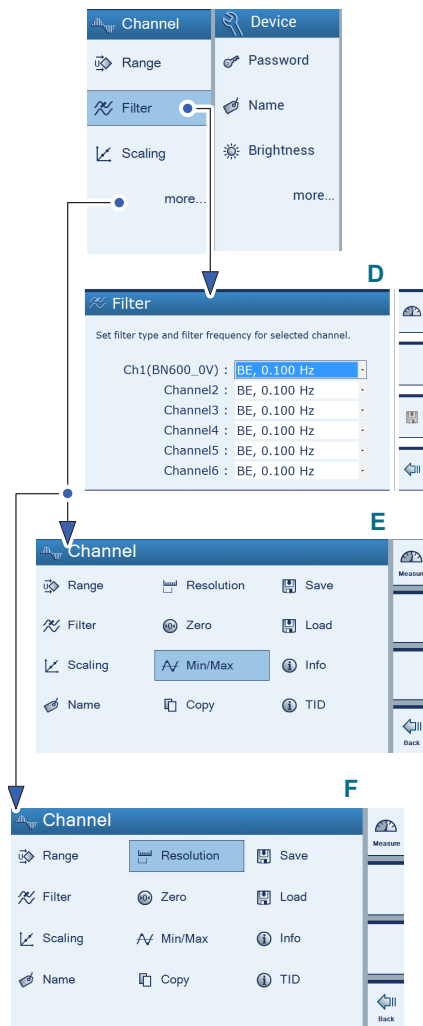 Channel
Range
Filter
Scaling
more...
Device
Password
Name
Brightness
more...
D
Filter
Set filter type and filter frequency for selected channel.
Ch1(BN600_0V) : BE, 0.100 Hz
Channel2 : BE, 0.100 Hz
Channel3 : BE, 0.100 Hz
Channel4 : BE, 0.100 Hz
Channel5 : BE, 0.100 Hz
Channel6 : BE, 0.100 Hz
E
Channel
Range Resolution Save
Filter Zero Load
Scaling Min/Max Info
Name Copy TID
Measure
Back
F
Channel
Range Resolution Save
Filter Zero Load
Scaling Min/Max Info
Name Copy TID
Measure
Back